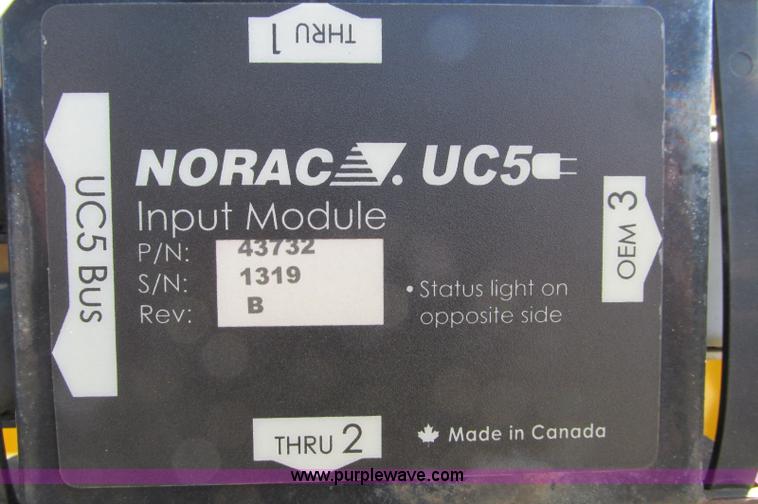 THRU 1
NORAC. UC5
Input Module
P/N: 43732
S/N: 1319
Rev: B
UC5 Bus
OEM 3
• Status light on
opposite side
THRU 2
Made in Canada
www.purplewave.com